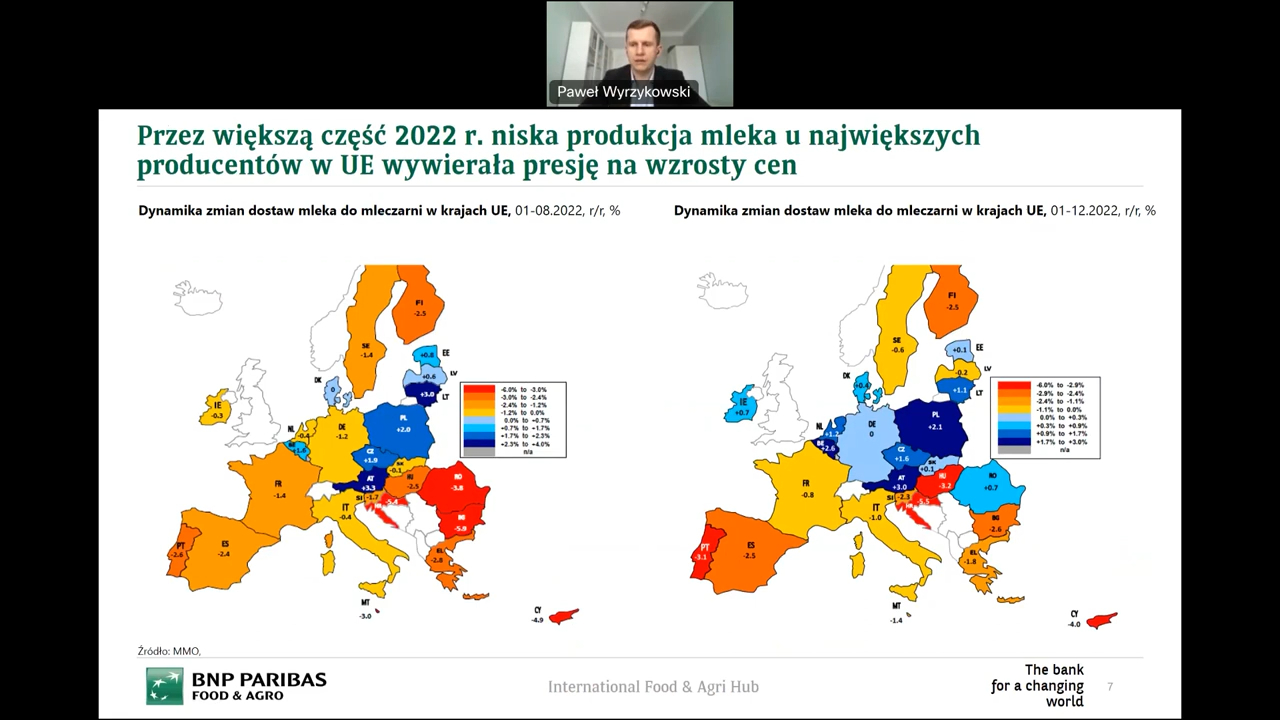 Paweł Wyrzykowski
Przez większą część 2022 r. niska produkcja mleka u największych
producentów w UE wywierała presję na wzrosty cen
Dynamika zmian dostaw mleka do mleczarni w krajach UE, 01-08.2022, r/r, %
FI
-2.5
SE
-1.4
+0.8
EE
+0.6
LV
+3.0
LT
DK
0
IE
-0.3
NL
-0.4
DE
-1.2
PL
+2.0
BE
+1.6
CZ
+1.9
SK
-0.1
AT
+3.3
HU
-2.5
RO
-3.8
FR
-1.4
SI
-1.7
-5.4
IT
-0.4
BG
-5.9
PT
-2.6
ES
-2.4
EL
-2.8
MT
-3.0
CY
-4.9
-6.0% to -3.0%
-3.0% to -2.4%
-2.4% to -1.2%
-1.2% to 0.0%
0.0% to +0.7%
+0.7% to +1.7%
+1.7% to +2.3%
+2.3% to +4.0%
n/a
Dynamika zmian dostaw mleka do mleczarni w krajach UE, 01-12.2022, r/r, %
FI
-2.5
SE
-0.6
+0.1
EE
-0.2
LV
+1.1
LT
DK
+0.4
IE
+0.7
NL
+1.2
DE
0
PL
+2.1
BE
+2.6
CZ
+1.6
SK
+0.1
AT
+3.0
HU
-3.2
RO
+0.7
FR
-0.8
SI
-2.3
IT
-1.0
BG
-2.6
PT
-3.1
ES
-2.5
EL
-1.8
MT
-1.4
CY
-4.0
-6.0% to -2.9%
-2.9% to -2.4%
-2.4% to -1.1%
-1.1% to 0.0%
0.0% to +0.3%
+0.3% to +0.9%
+0.9% to +1.7%
+1.7% to +3.0%
n/a
Źródło: MMO,
BNP PARIBAS
FOOD & AGRO
International Food & Agri Hub
The bank
for a changing
world
7